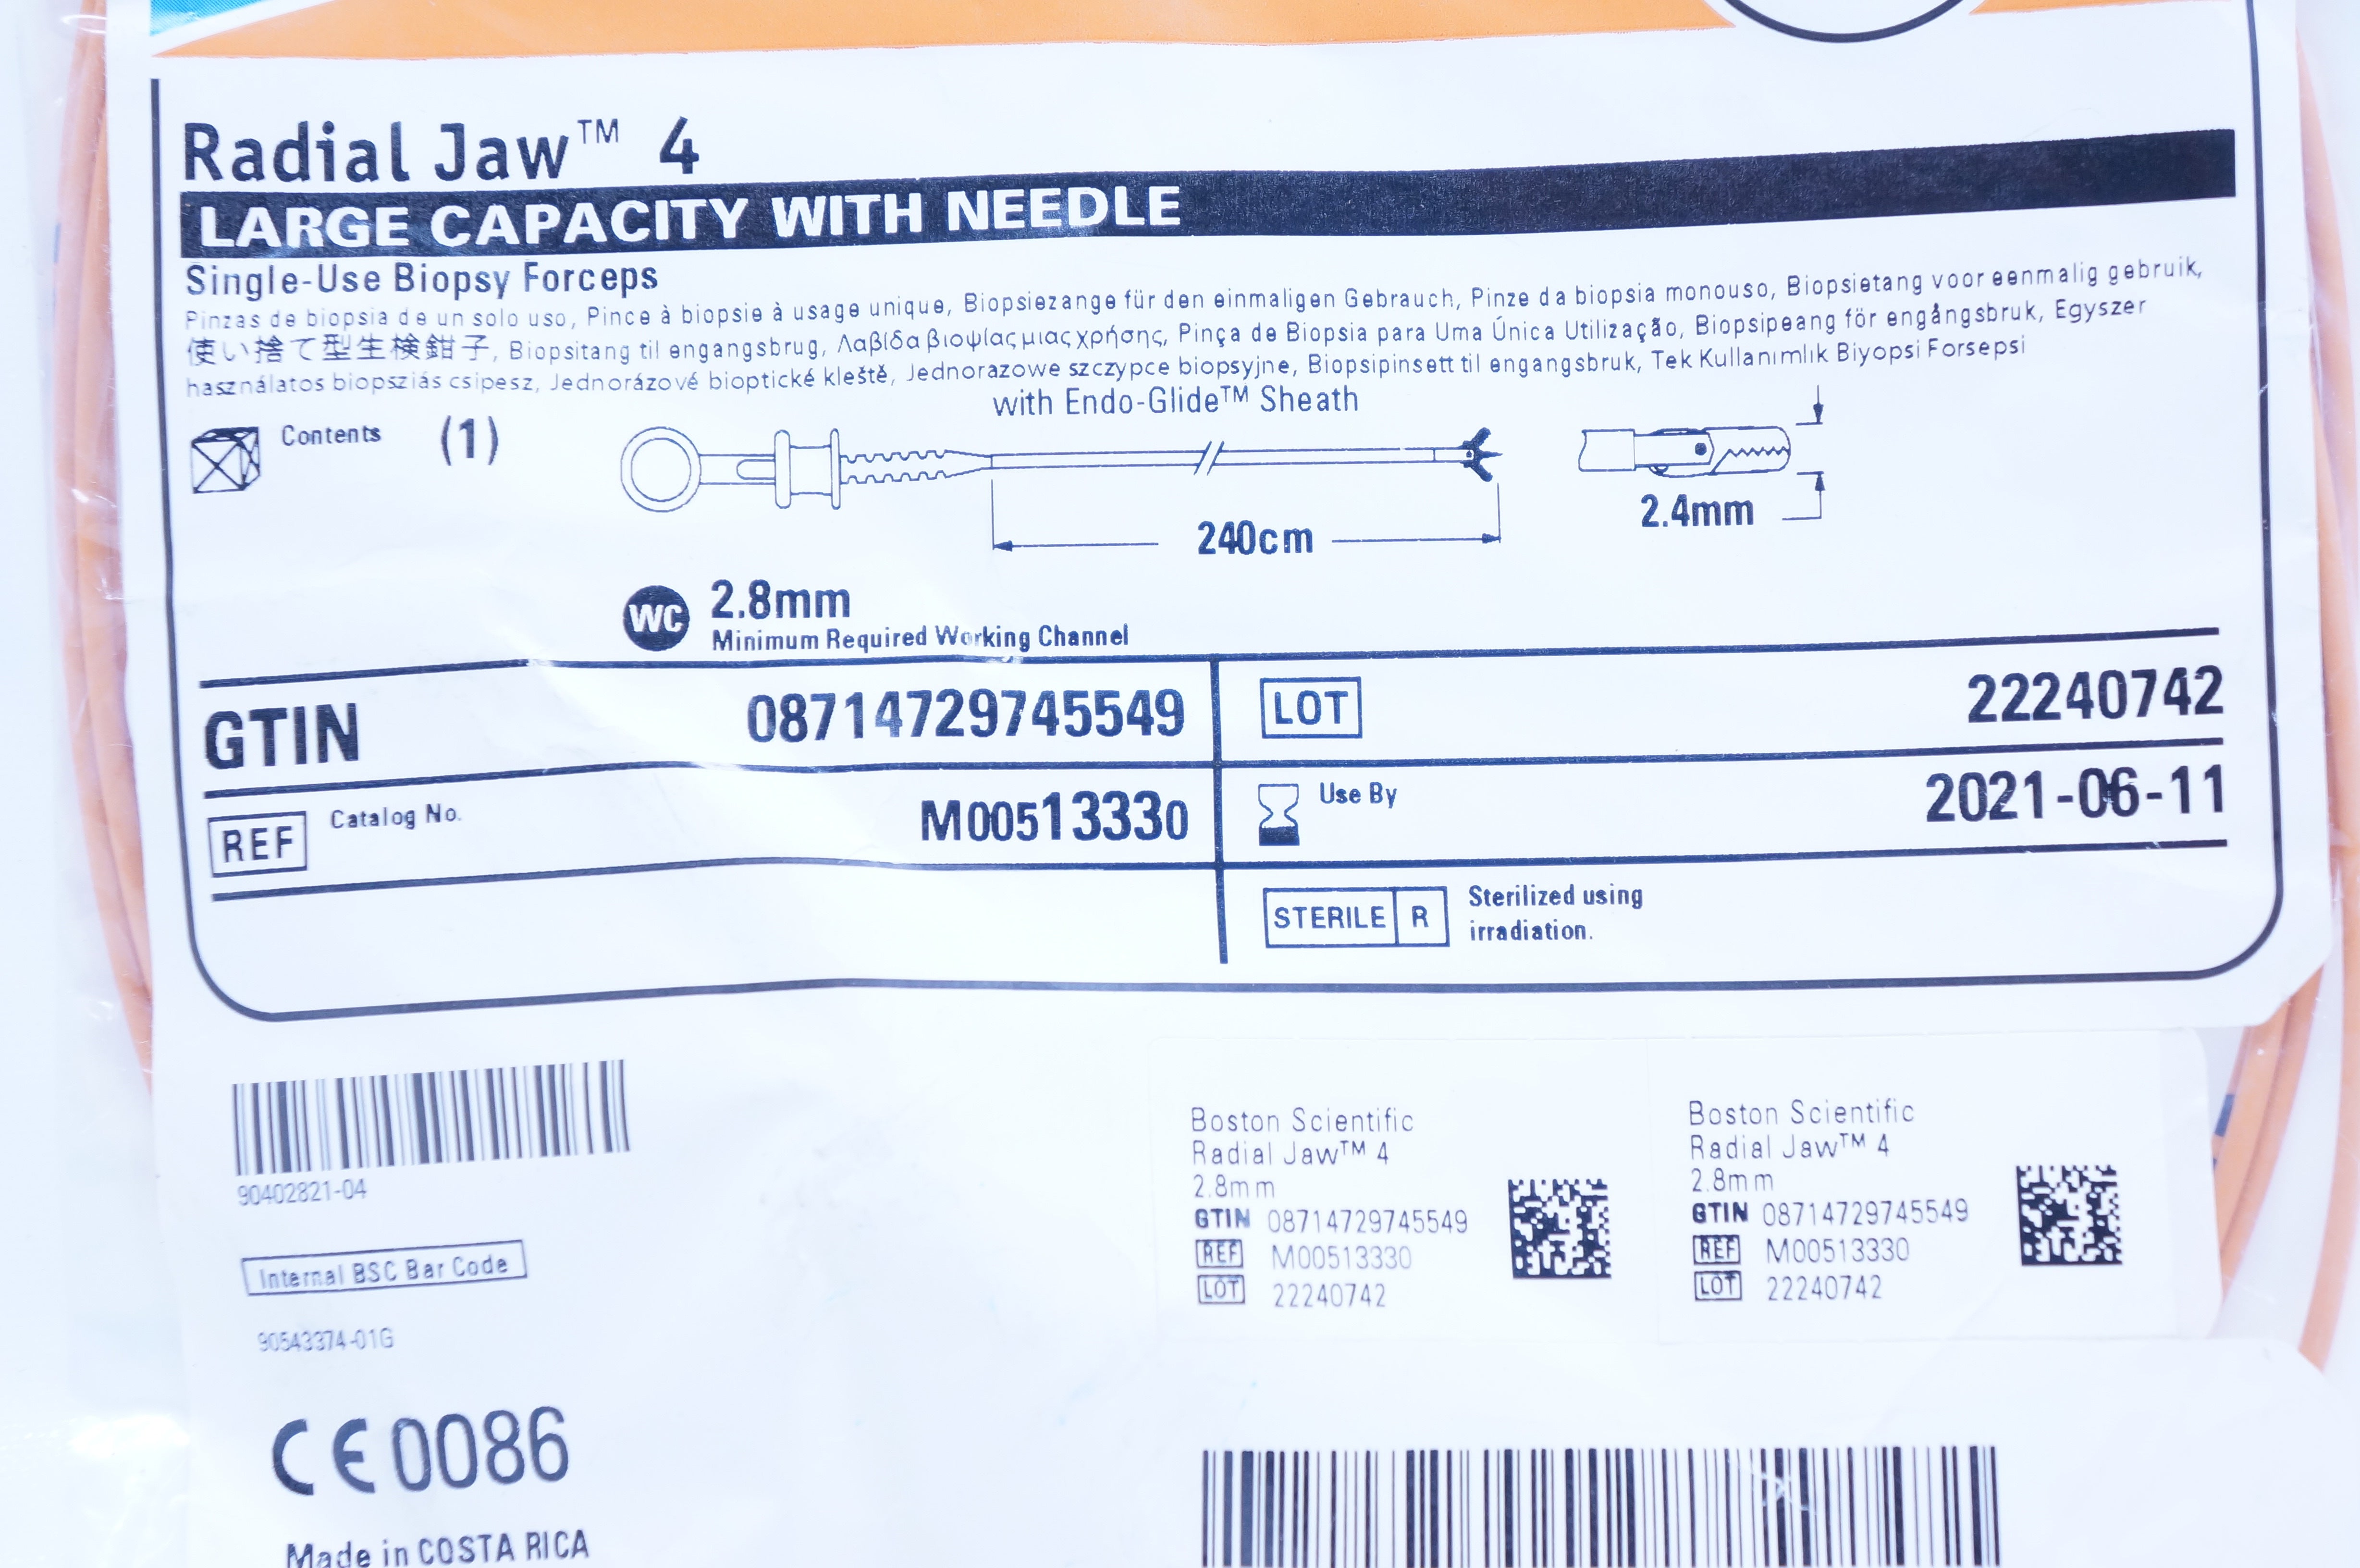 Radial Jaw™ 4
LARGE CAPACITY WITH NEEDLE
Single-Use Biopsy Forceps
Pinzas de biopsia de un solo uso, Pince à biopsie à usage unique, Biopsiezange für den einmaligen Gebrauch, Pinze da biopsia monouso, Biopsietang voor eenmalig gebruik,
使い捨て型生検鉗子, Biopsitang til engangsbrug, Λαβίδα βιοψίας μιας χρήσης, Pinça de Biopsia para Uma Única Utilização, Biopsipeang för engångsbruk, Egyszer
használatos biopsziás csipesz, Jednorázové bioptické kleště, Jednorazowe szczypce biopsyjne, Biopsipinsett til engangsbruk, Tek Kullanımlık Biyopsi Forsepsi
with Endo-Glide™ Sheath
Contents (1)
240cm
2.4mm
WC 2.8mm
Minimum Required Working Channel
GTIN 08714729745549
LOT 22240742
REF Catalog No. M00513330
Use By 2021-06-11
STERILE R Sterilized using
irradiation.
90402821-04
Internal BSC Bar Code
90543374-01G
CE 0086
Made in COSTA RICA
Boston Scientific
Radial Jaw™ 4
2.8mm
GTIN 08714729745549
REF M00513330
LOT 22240742
Boston Scientific
Radial Jaw™ 4
2.8mm
GTIN 08714729745549
REF M00513330
LOT 22240742